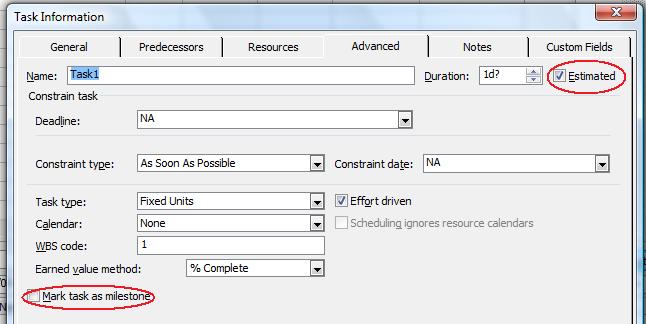 Task Information
General Predecessors Resources Advanced Notes Custom Fields
Name: Task1 Duration: 1d? Estimated
Constrain task
Deadline: NA
Constraint type: As Soon As Possible Constraint date: NA
Task type: Fixed Units Effort driven
Calendar: None Scheduling ignores resource calendars
WBS code: 1
Earned value method: % Complete
Mark task as milestone